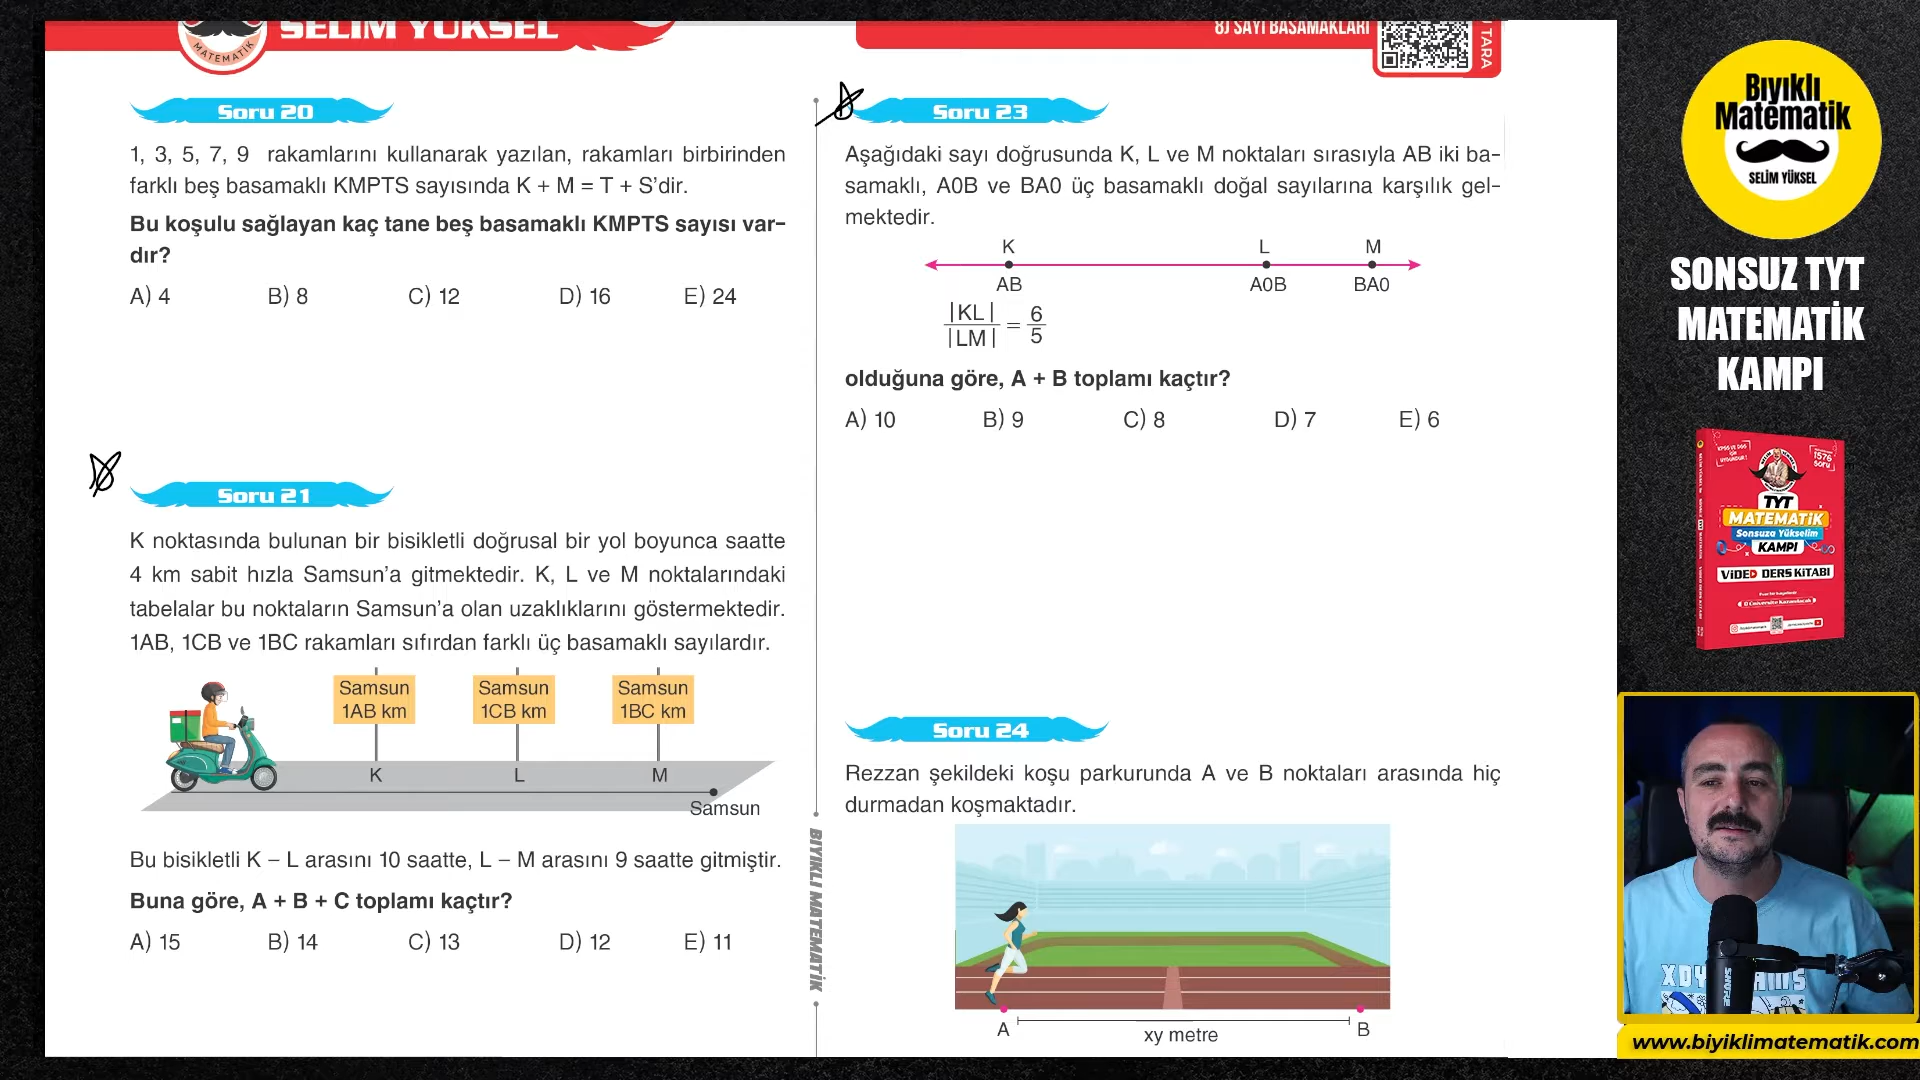 SELİM YÜKSEL
MATEMATİK
8) SAYI BASAMAKLARI
TARA
Soru 20
1, 3, 5, 7, 9 rakamlarını kullanarak yazılan, rakamları birbirinden
farklı beş basamaklı KMPTS sayısında K + M = T + S’dir.
Bu koşulu sağlayan kaç tane beş basamaklı KMPTS sayısı var-
dır?
A) 4 B) 8 C) 12 D) 16 E) 24
Soru 21
K noktasında bulunan bir bisikletli doğrusal bir yol boyunca saatte
4 km sabit hızla Samsun’a gitmektedir. K, L ve M noktalarındaki
tabelalar bu noktaların Samsun’a olan uzaklıklarını göstermektedir.
1AB, 1CB ve 1BC rakamları sıfırdan farklı üç basamaklı sayılardır.
Samsun
1AB km
Samsun
1CB km
Samsun
1BC km
K L M
Samsun
Bu bisikletli K – L arasını 10 saatte, L – M arasını 9 saatte gitmiştir.
Buna göre, A + B + C toplamı kaçtır?
A) 15 B) 14 C) 13 D) 12 E) 11
BIYIKLI MATEMATİK
Soru 23
Aşağıdaki sayı doğrusunda K, L ve M noktaları sırasıyla AB iki ba-
samaklı, A0B ve BA0 üç basamaklı doğal sayılarına karşılık gel-
mektedir.
K L M
AB A0B BA0
|KL| / |LM| = 6 / 5
olduğuna göre, A + B toplamı kaçtır?
A) 10 B) 9 C) 8 D) 7 E) 6
Soru 24
Rezzan şekildeki koşu parkurunda A ve B noktaları arasında hiç
durmadan koşmaktadır.
A xy metre B
Bıyıklı
Matematik
SELİM YÜKSEL
SONSUZ TYT
MATEMATİK
KAMPI
1576
soru
TYT
MATEMATİK
Sonsuza Yükselim
KAMPI
VİDEO DERS KİTABI
SHURE
www.biyiklimatematik.com